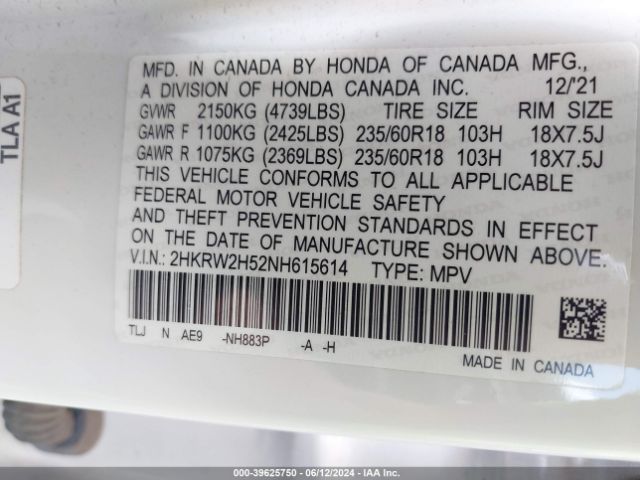 TLA A1
MFD. IN CANADA BY HONDA OF CANADA MFG.,
A DIVISION OF HONDA CANADA INC. 12/'21
GVWR 2150KG (4739LBS) TIRE SIZE RIM SIZE
GAWR F 1100KG (2425LBS) 235/60R18 103H 18X7.5J
GAWR R 1075KG (2369LBS) 235/60R18 103H 18X7.5J
THIS VEHICLE CONFORMS TO ALL APPLICABLE
FEDERAL MOTOR VEHICLE SAFETY
AND THEFT PREVENTION STANDARDS IN EFFECT
ON THE DATE OF MANUFACTURE SHOWN ABOVE.
V.I.N.: 2HKRW2H52NH615614 TYPE: MPV
TLJ N AE9 -NH883P -A -H
MADE IN CANADA
000-39625750 - 06/12/2024 - IAA Inc.